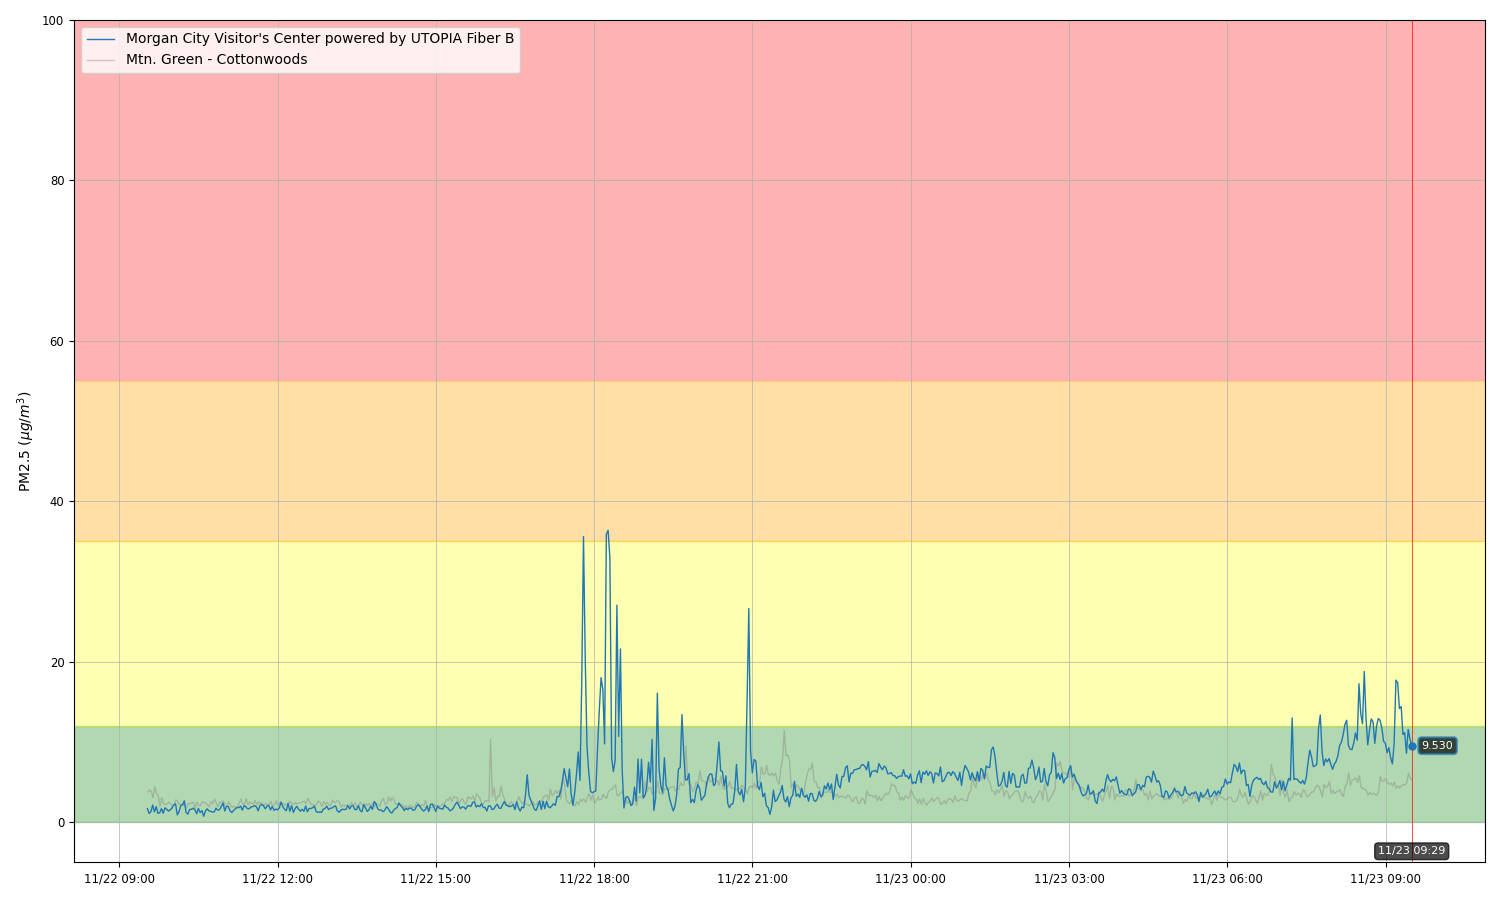 100
Morgan City Visitor's Center powered by UTOPIA Fiber B
Mtn. Green - Cottonwoods
80
60
PM2.5 (µg/m³)
40
20
9.530
0
11/23 09:29
11/22 09:00 11/22 12:00 11/22 15:00 11/22 18:00 11/22 21:00 11/23 00:00 11/23 03:00 11/23 06:00 11/23 09:00